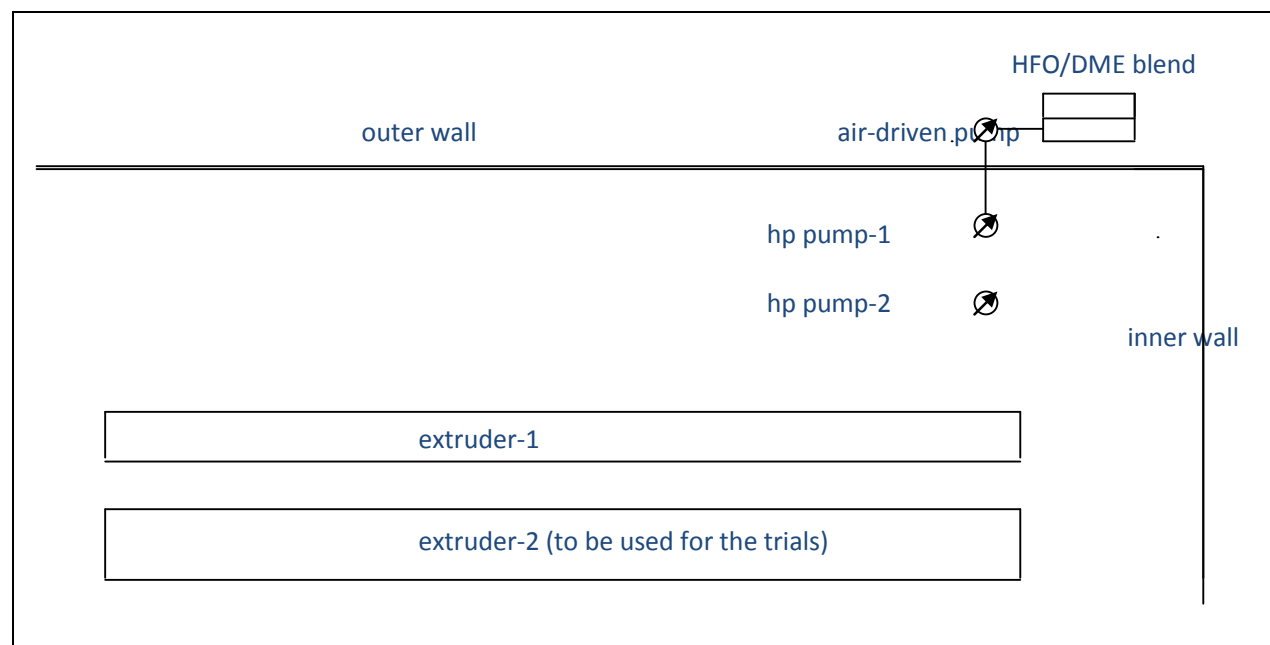 HFO/DME blend
outer wall
air-driven pump
hp pump-1
hp pump-2
inner wall
extruder-1
extruder-2 (to be used for the trials)